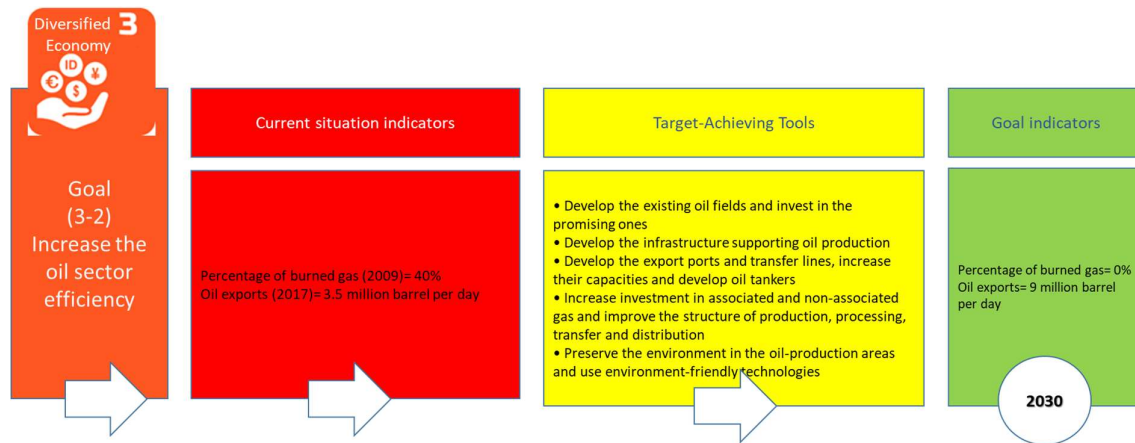 Diversified 3
Economy
ID
€ ¥
$
Goal
(3-2)
Increase the
oil sector
efficiency
Current situation indicators
Percentage of burned gas (2009)= 40%
Oil exports (2017)= 3.5 million barrel per day
Target-Achieving Tools
• Develop the existing oil fields and invest in the
promising ones
• Develop the infrastructure supporting oil production
• Develop the export ports and transfer lines, increase
their capacities and develop oil tankers
• Increase investment in associated and non-associated
gas and improve the structure of production, processing,
transfer and distribution
• Preserve the environment in the oil-production areas
and use environment-friendly technologies
Goal indicators
Percentage of burned gas= 0%
Oil exports= 9 million barrel
per day
2030